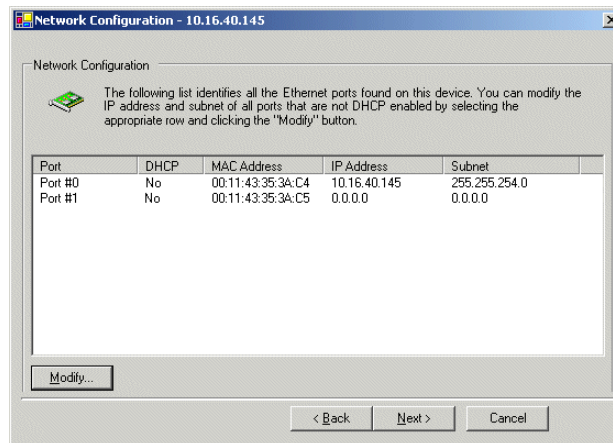 Network Configuration - 10.16.40.145
Network Configuration
The following list identifies all the Ethernet ports found on this device. You can modify the
IP address and subnet of all ports that are not DHCP enabled by selecting the
appropriate row and clicking the "Modify" button.
Port DHCP MAC Address IP Address Subnet
Port #0 No 00:11:43:35:3A:C4 10.16.40.145 255.255.254.0
Port #1 No 00:11:43:35:3A:C5 0.0.0.0 0.0.0.0
Modify...
< Back Next > Cancel